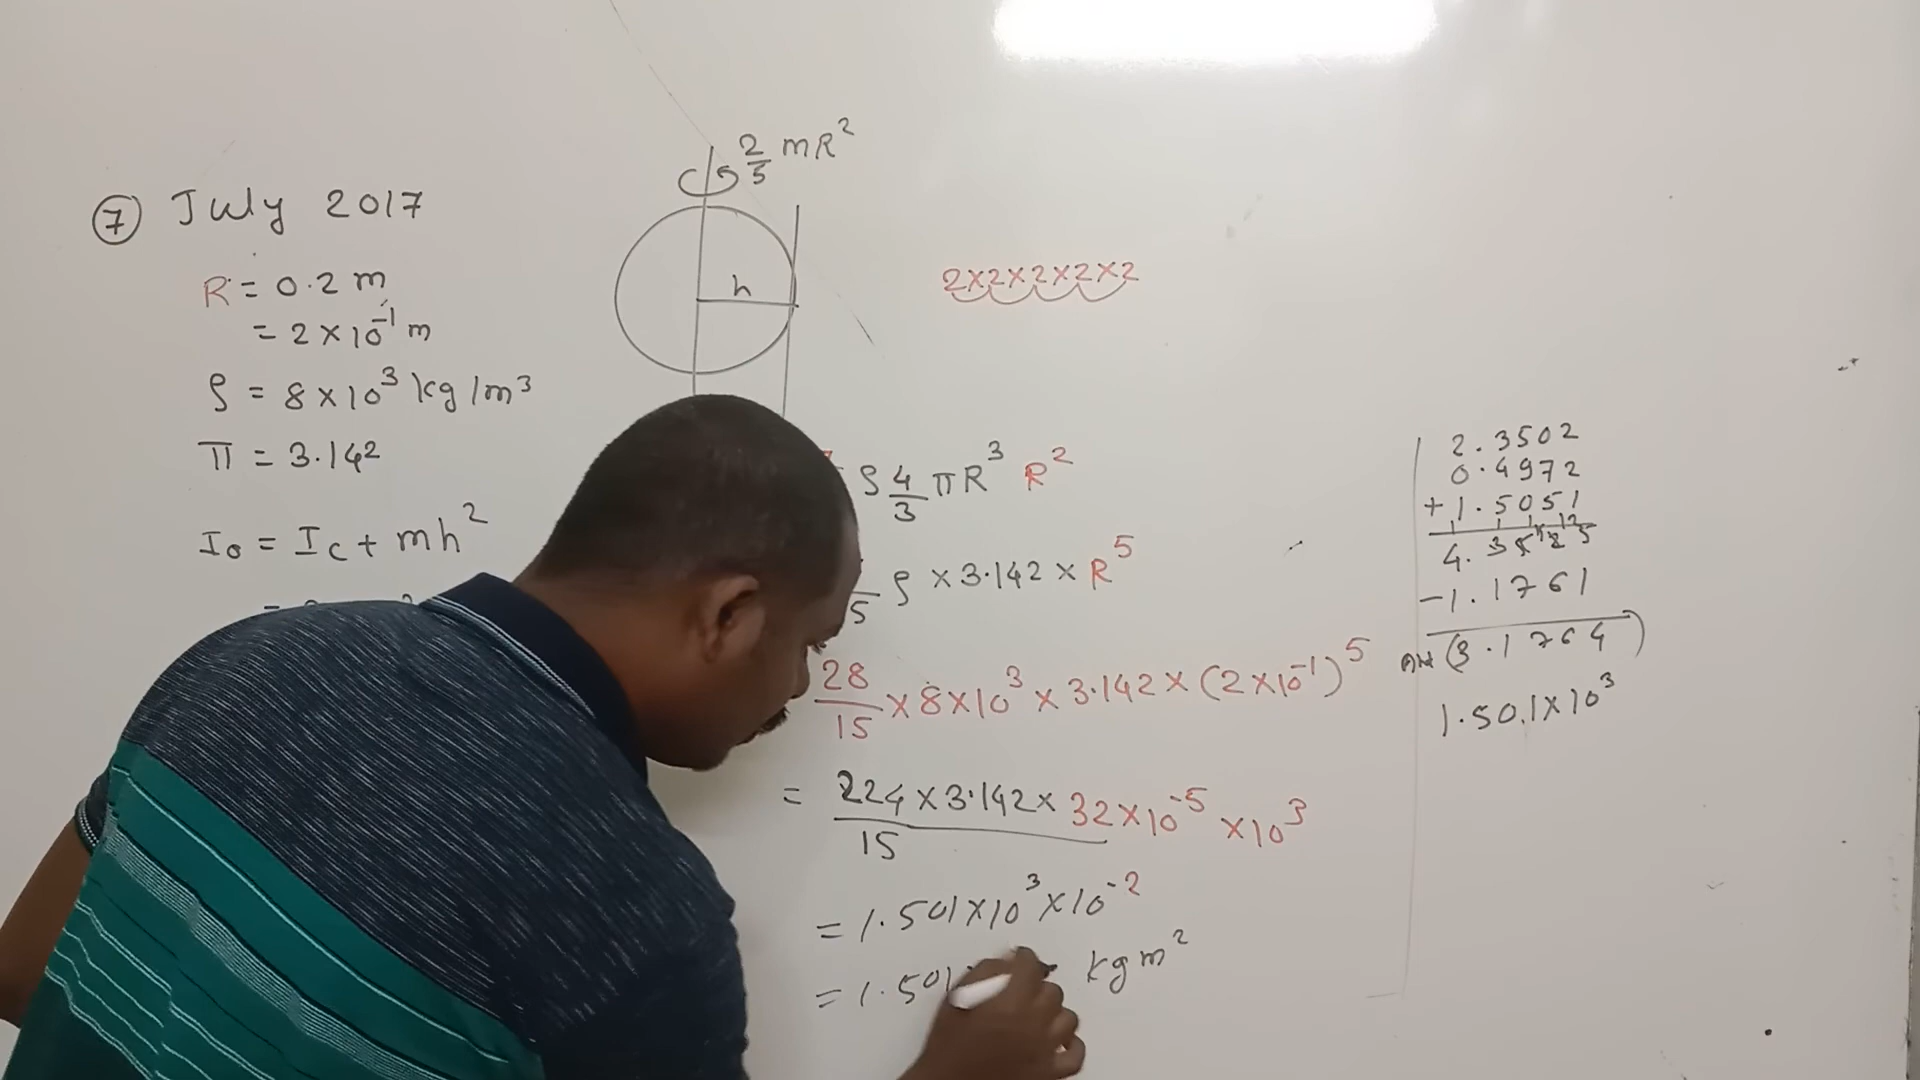 2/5 mR²
⑦ July 2017
R = 0.2 m
= 2×10⁻¹ m
2×2×2×2×2
h
ρ = 8×10³ kg/m³
π = 3.142
I₀ = I_c + mh²
ρ 4/3 πR³ R²
5 ρ × 3.142 × R⁵
28/15 × 8×10³ × 3.142 × (2×10⁻¹)⁵
= 224×3.142×32×10⁻⁵ ×10³
15
= 1.501×10³×10⁻²
= 1.501 kgm²
2.3502
0.4972
+ 1.5051
4.3525
- 1.1761
(3.1764)
1.501×10³